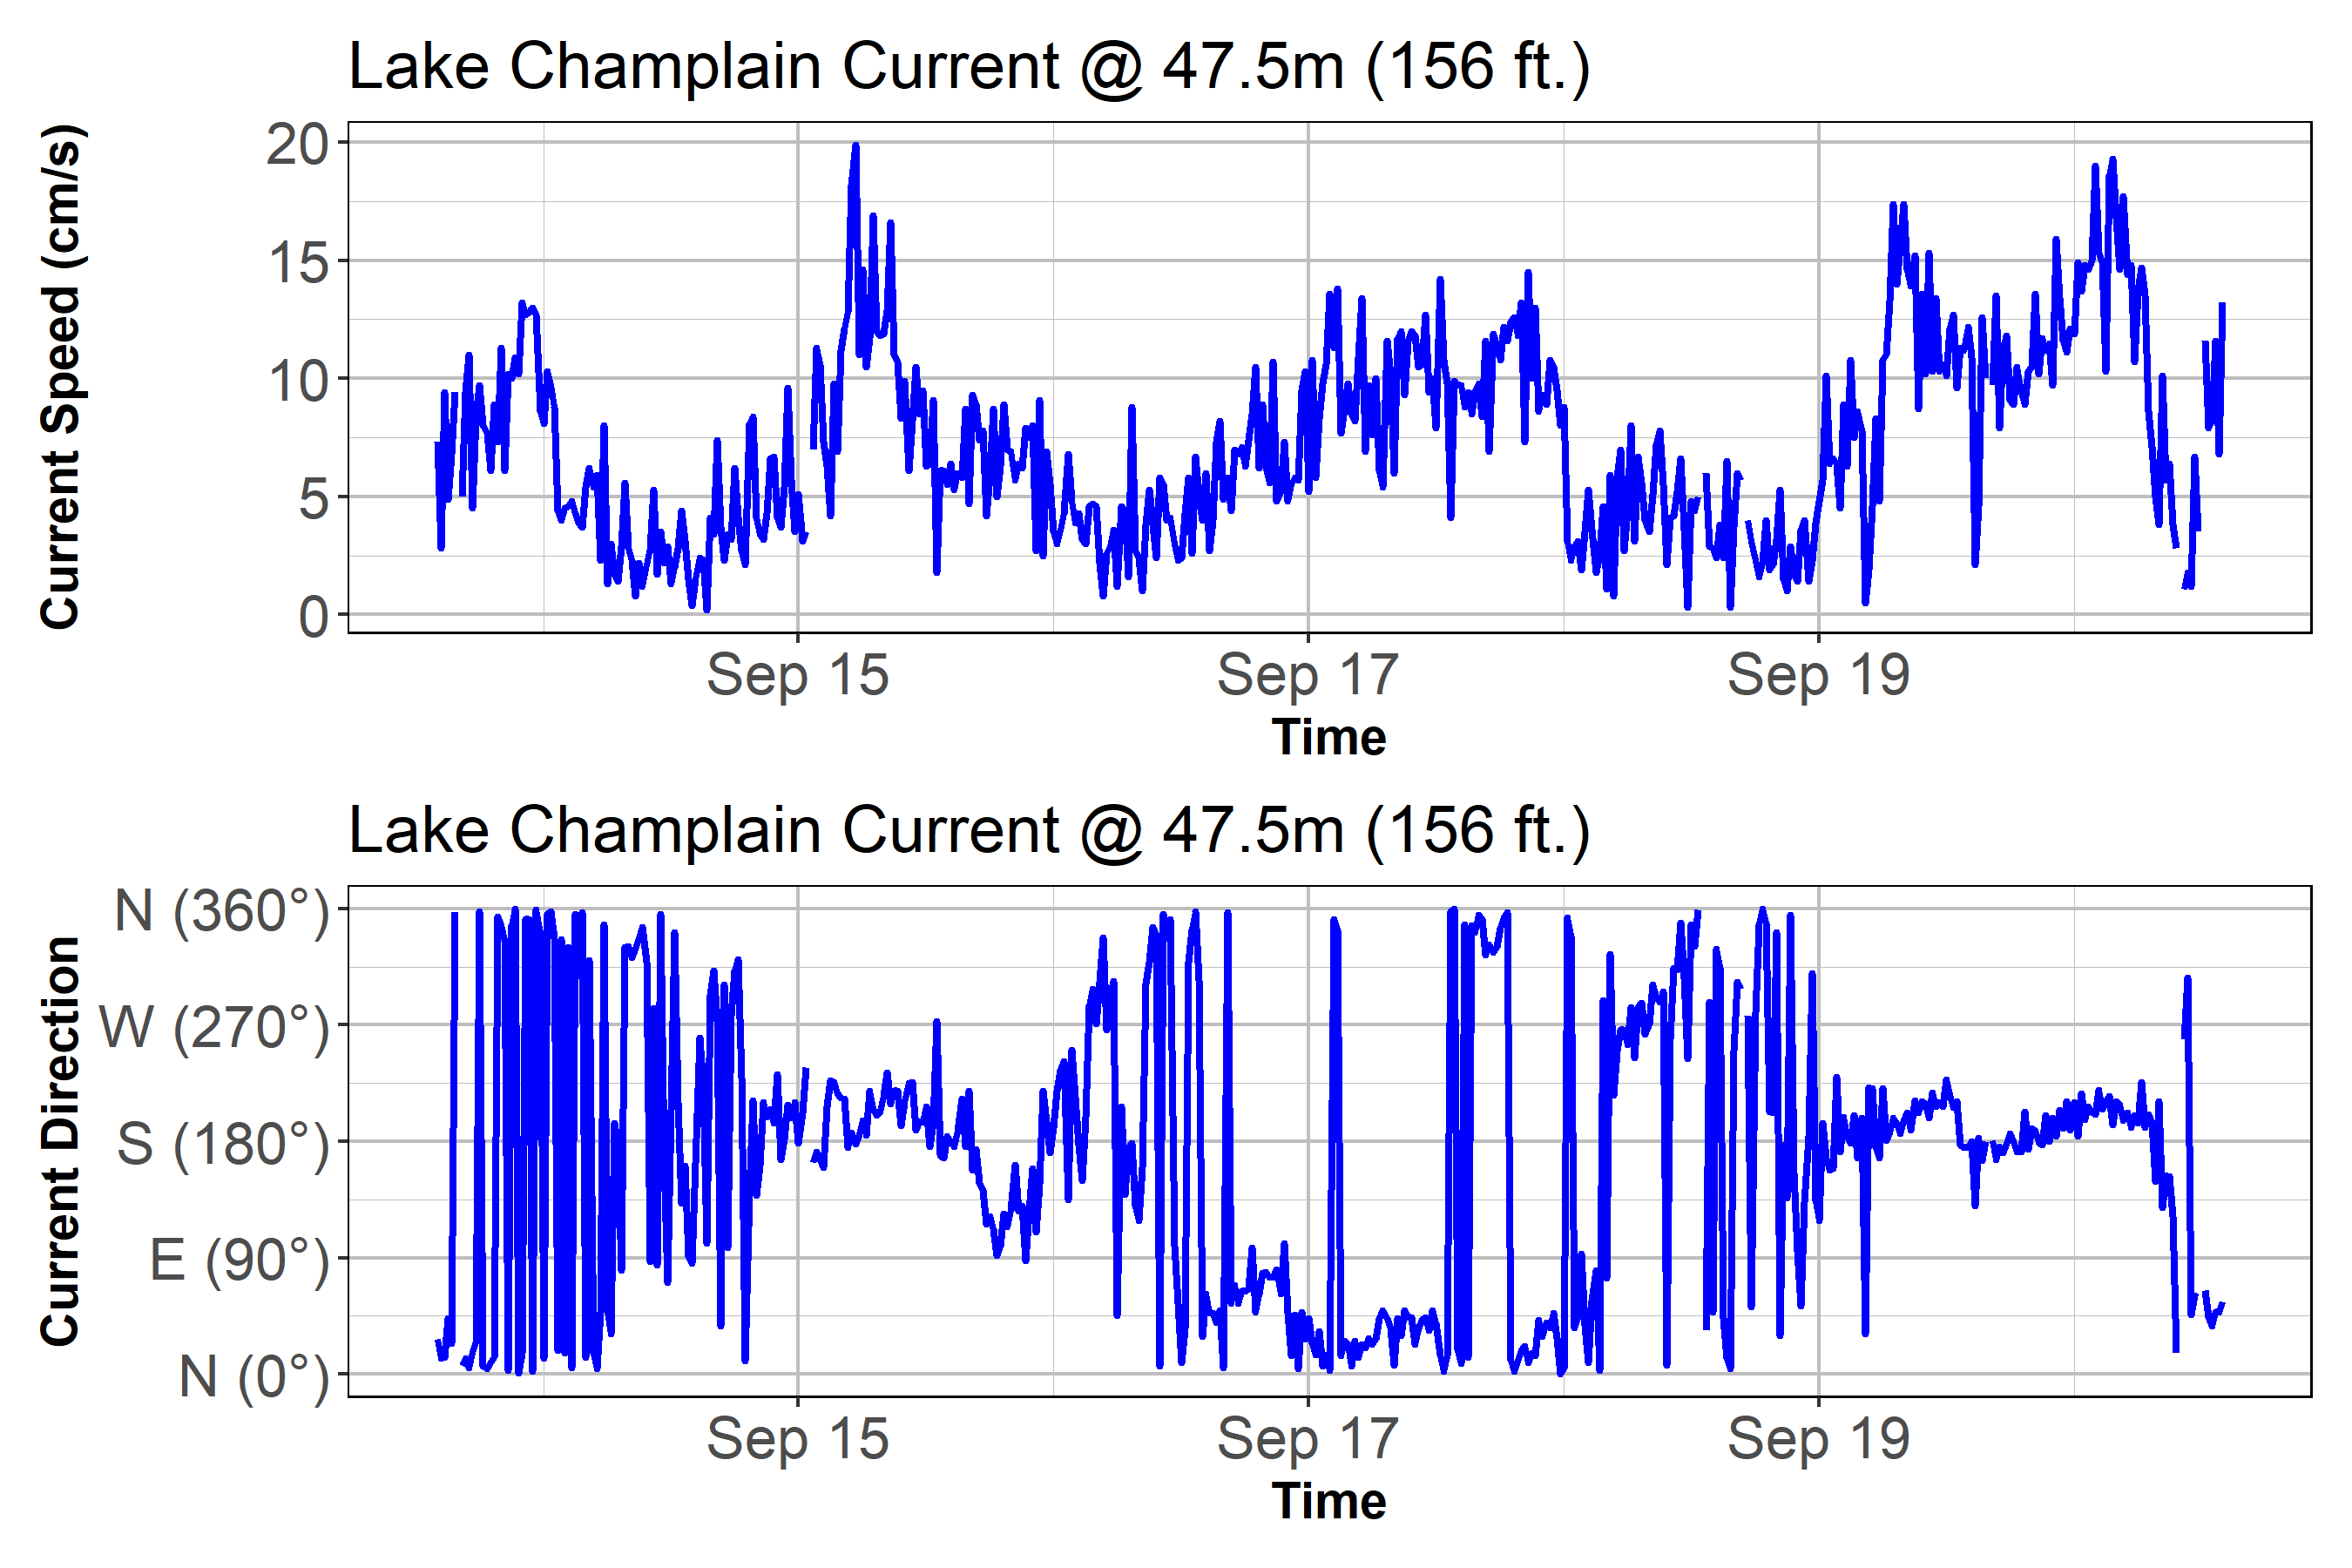 Lake Champlain Current @ 47.5m (156 ft.)
Current Speed (cm/s)
20
15
10
5
0
Sep 15 Sep 17 Sep 19
Time
Lake Champlain Current @ 47.5m (156 ft.)
Current Direction
N (360°)
W (270°)
S (180°)
E (90°)
N (0°)
Sep 15 Sep 17 Sep 19
Time